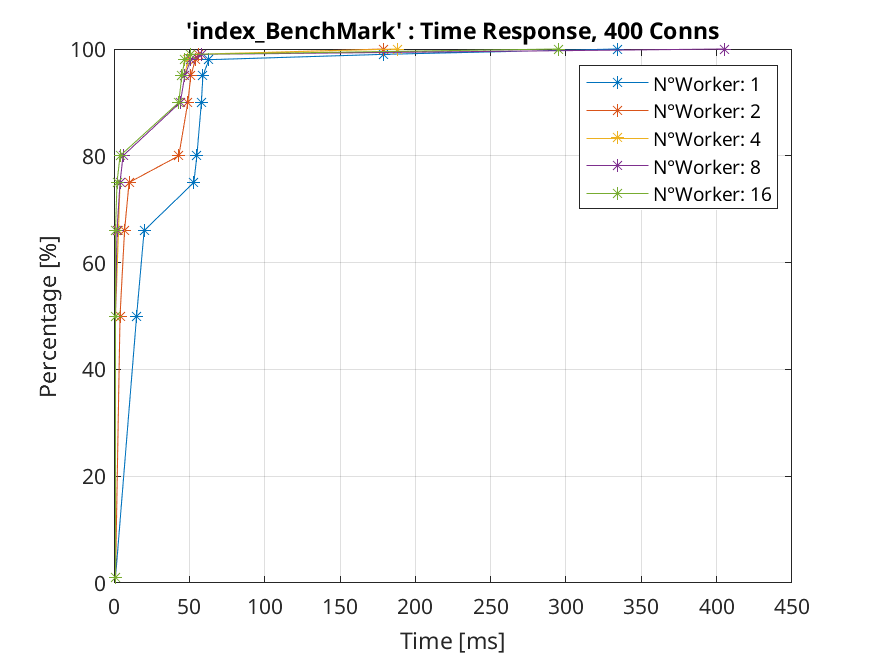 'index_BenchMark' : Time Response, 400 Conns
100
80
60
40
20
0
Percentage [%]
N°Worker: 1
N°Worker: 2
N°Worker: 4
N°Worker: 8
N°Worker: 16
0 50 100 150 200 250 300 350 400 450
Time [ms]